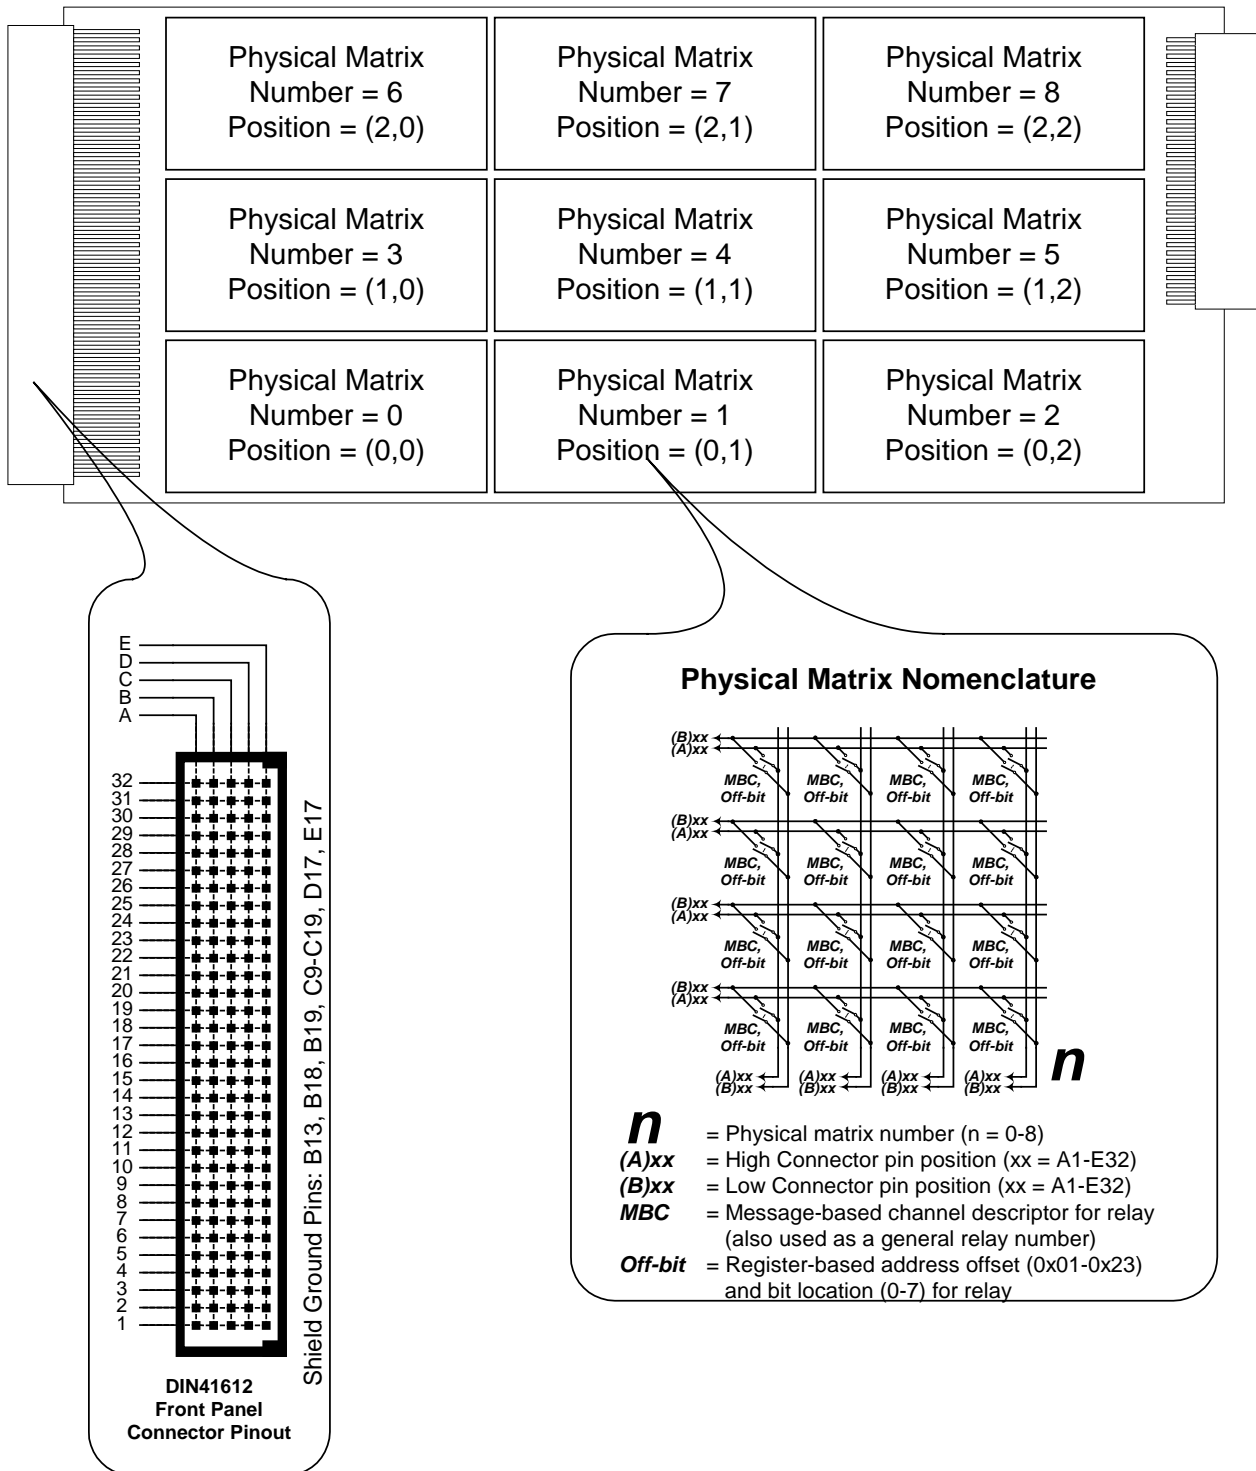 Physical Matrix
Number = 6
Position = (2,0)
Physical Matrix
Number = 7
Position = (2,1)
Physical Matrix
Number = 8
Position = (2,2)
Physical Matrix
Number = 3
Position = (1,0)
Physical Matrix
Number = 4
Position = (1,1)
Physical Matrix
Number = 5
Position = (1,2)
Physical Matrix
Number = 0
Position = (0,0)
Physical Matrix
Number = 1
Position = (0,1)
Physical Matrix
Number = 2
Position = (0,2)
E
D
C
B
A
32
31
30
29
28
27
26
25
24
23
22
21
20
19
18
17
16
15
14
13
12
11
10
9
8
7
6
5
4
3
2
1
Shield Ground Pins: B13, B18, B19, C9-C19, D17, E17
DIN41612
Front Panel
Connector Pinout
Physical Matrix Nomenclature
(B)xx
(A)xx
MBC, MBC, MBC, MBC,
Off-bit Off-bit Off-bit Off-bit
(B)xx
(A)xx
MBC, MBC, MBC, MBC,
Off-bit Off-bit Off-bit Off-bit
(B)xx
(A)xx
MBC, MBC, MBC, MBC,
Off-bit Off-bit Off-bit Off-bit
(B)xx
(A)xx
MBC, MBC, MBC, MBC,
Off-bit Off-bit Off-bit Off-bit
(A)xx (A)xx (A)xx (A)xx
(B)xx (B)xx (B)xx (B)xx
n
n = Physical matrix number (n = 0-8)
(A)xx = High Connector pin position (xx = A1-E32)
(B)xx = Low Connector pin position (xx = A1-E32)
MBC = Message-based channel descriptor for relay
(also used as a general relay number)
Off-bit = Register-based address offset (0x01-0x23)
and bit location (0-7) for relay